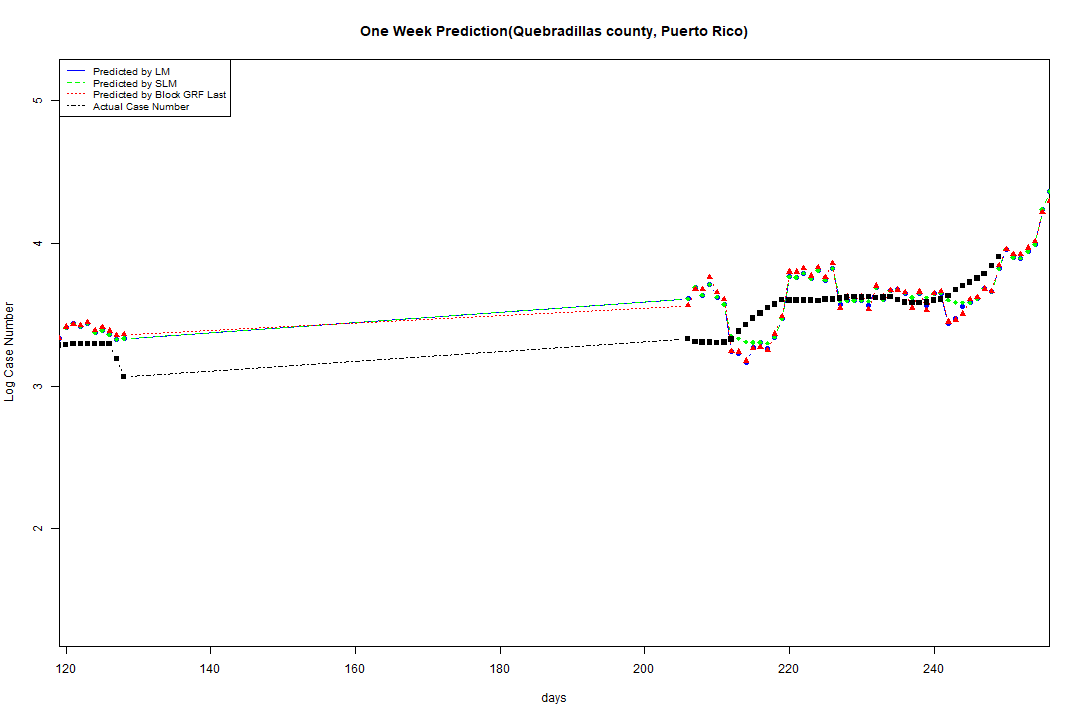 One Week Prediction(Quebradillas county, Puerto Rico)
Predicted by LM
Predicted by SLM
Predicted by Block GRF Last
Actual Case Number
5
4
3
2
Log Case Number
120 140 160 180 200 220 240
days